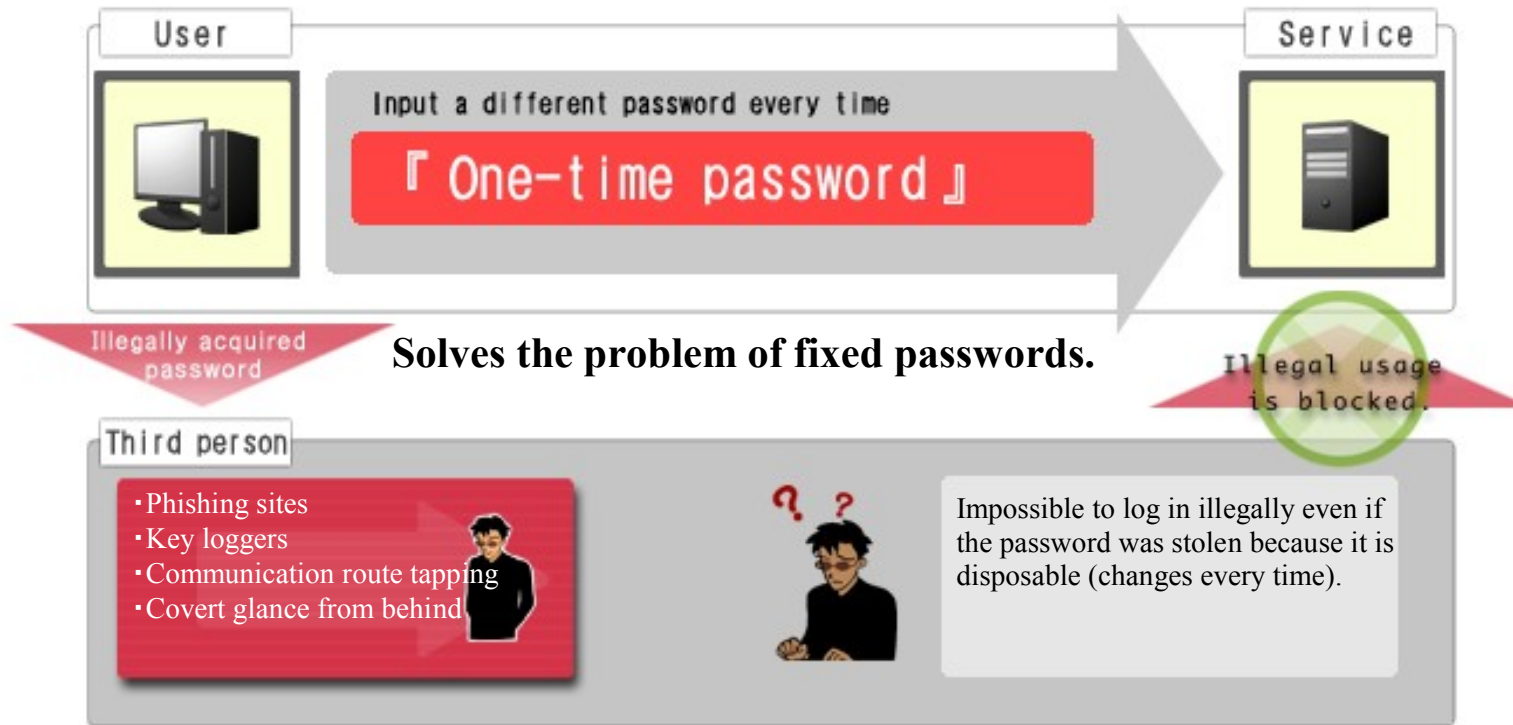 User
Service
Input a different password every time
『 One-time password 』
Illegally acquired
password
Solves the problem of fixed passwords.
Illegal usage
is blocked.
Third person
・Phishing sites
・Key loggers
・Communication route tapping
・Covert glance from behind
? ?
Impossible to log in illegally even if
the password was stolen because it is
disposable (changes every time).